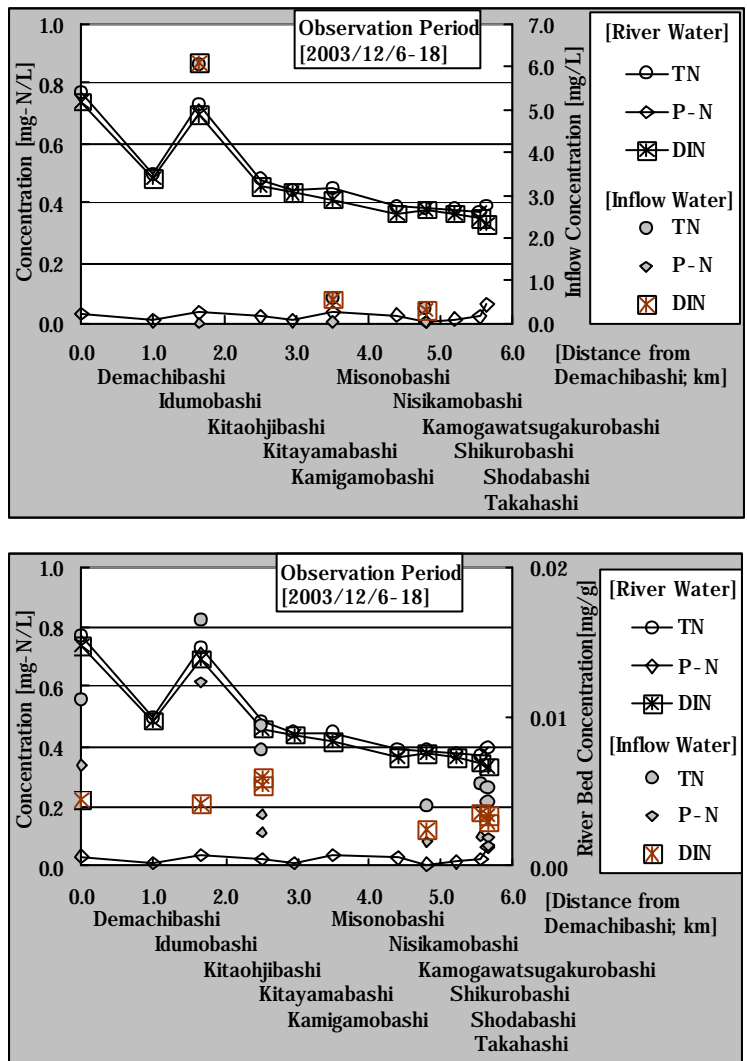 Observation Period
[2003/12/6-18]
Concentration [mg-N/L]
1.0
0.8
0.6
0.4
0.2
0.0
Inflow Concentration [mg/L]
7.0
6.0
5.0
4.0
3.0
2.0
1.0
0.0
0.0 1.0 2.0 3.0 4.0 5.0 6.0
[Distance from
Demachibashi; km]
Demachibashi
Idumobashi
Kitaohjibashi
Kitayamabashi
Kamigamobashi
Misonobashi
Nisikamobashi
Kamogawatsugakurobashi
Shikurobashi
Shodabashi
Takahashi
[River Water]
TN
P-N
DIN
[Inflow Water]
TN
P-N
DIN
Observation Period
[2003/12/6-18]
Concentration [mg-N/L]
1.0
0.8
0.6
0.4
0.2
0.0
River Bed Concentration[mg/g]
0.02
0.01
0.00
0.0 1.0 2.0 3.0 4.0 5.0 6.0
[Distance from
Demachibashi; km]
Demachibashi
Idumobashi
Kitaohjibashi
Kitayamabashi
Kamigamobashi
Misonobashi
Nisikamobashi
Kamogawatsugakurobashi
Shikurobashi
Shodabashi
Takahashi
[River Water]
TN
P-N
DIN
[Inflow Water]
TN
P-N
DIN